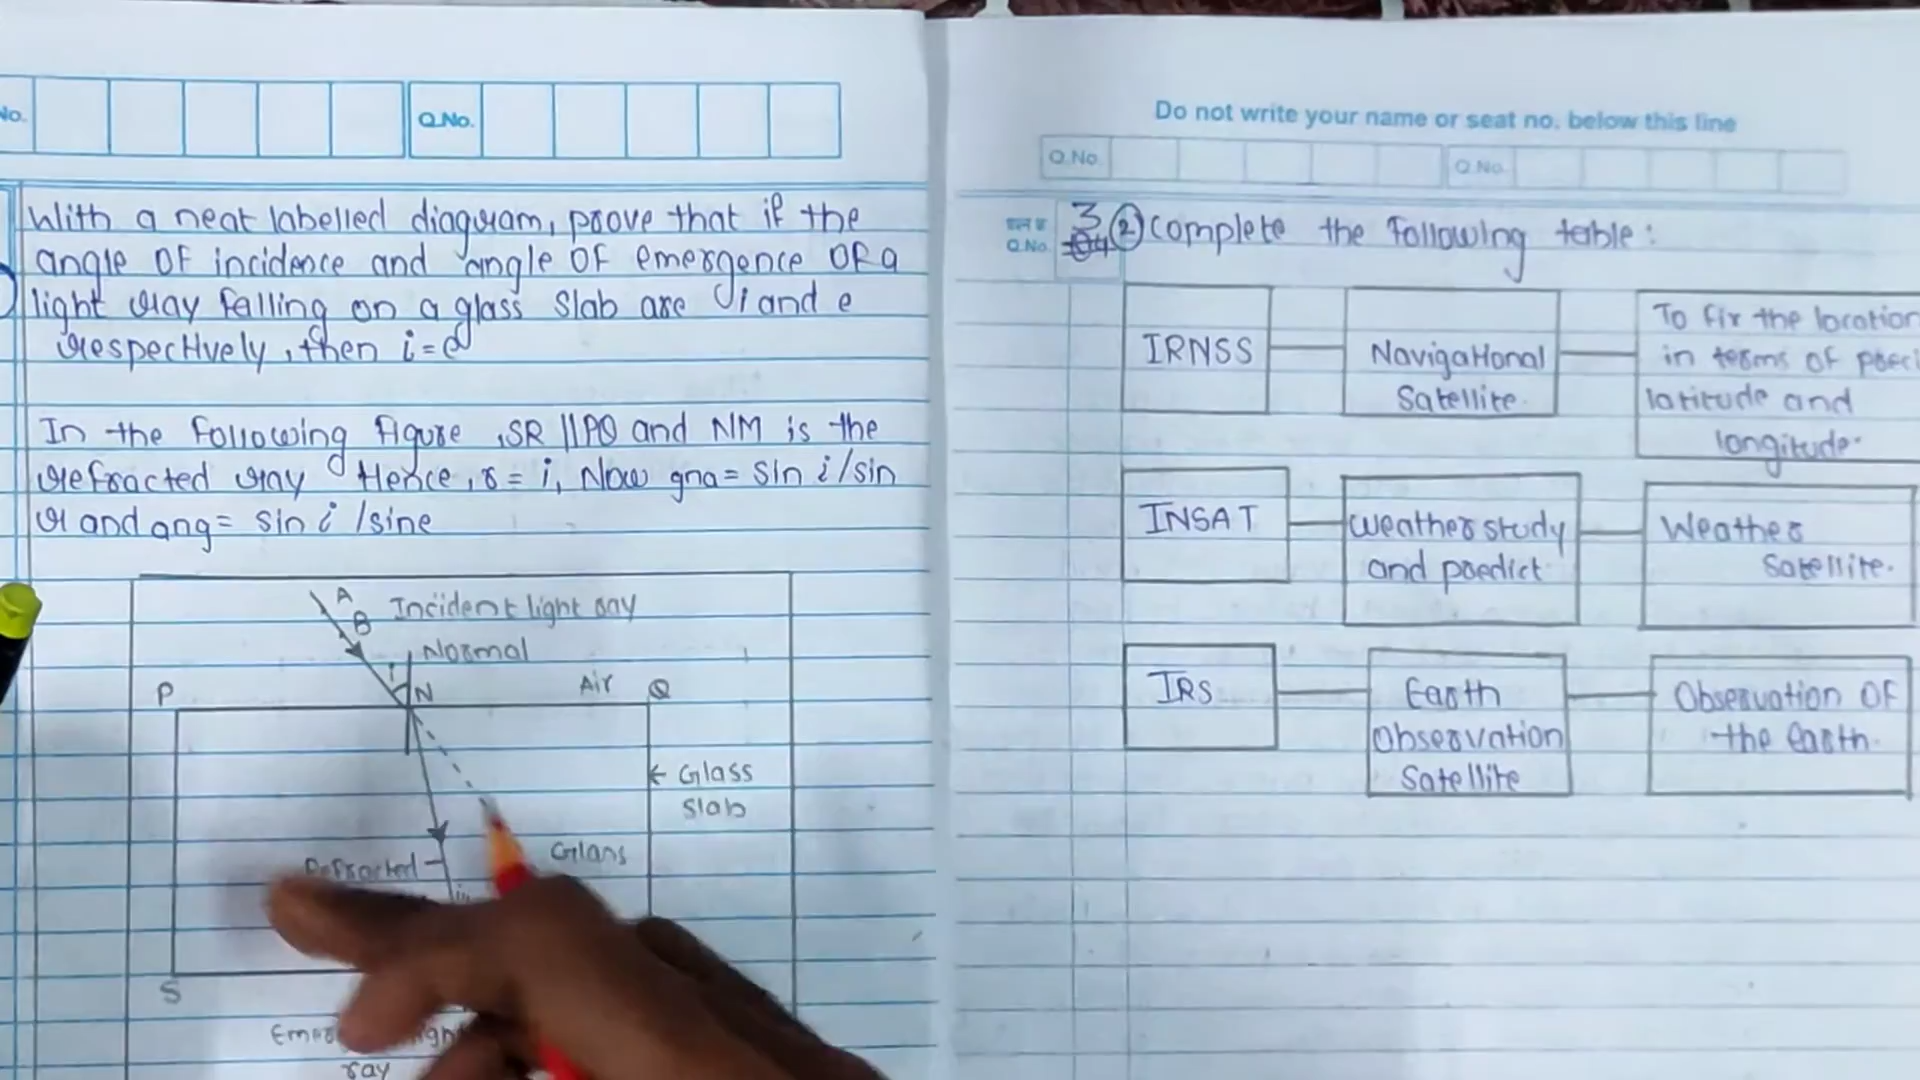 No.
Q.No.
With a neat labelled diagram, prove that if the
angle of incidence and angle of emergence of a
light ray falling on a glass slab are i and e
respectively, then i = e
In the following figure, SR || PQ and NM is the
refracted ray Hence, r = i, Now gna = sin i /sin
r and ang = sin i /sine
A
B Incident light ray
Normal
i
N
P
Air
Q
Glass
slab
Refracted
Glass
S
ray
Do not write your name or seat no. below this line
Q.No.
Q.No.
Q.No.
3
(2) Complete the following table:
IRNSS
Navigational
Satellite.
To fix the location
in terms of
latitude and
longitude.
INSAT
Weather study
and predict
Weather
Satellite.
IRS
Earth
Observation
Satellite
Observation of
the Earth.